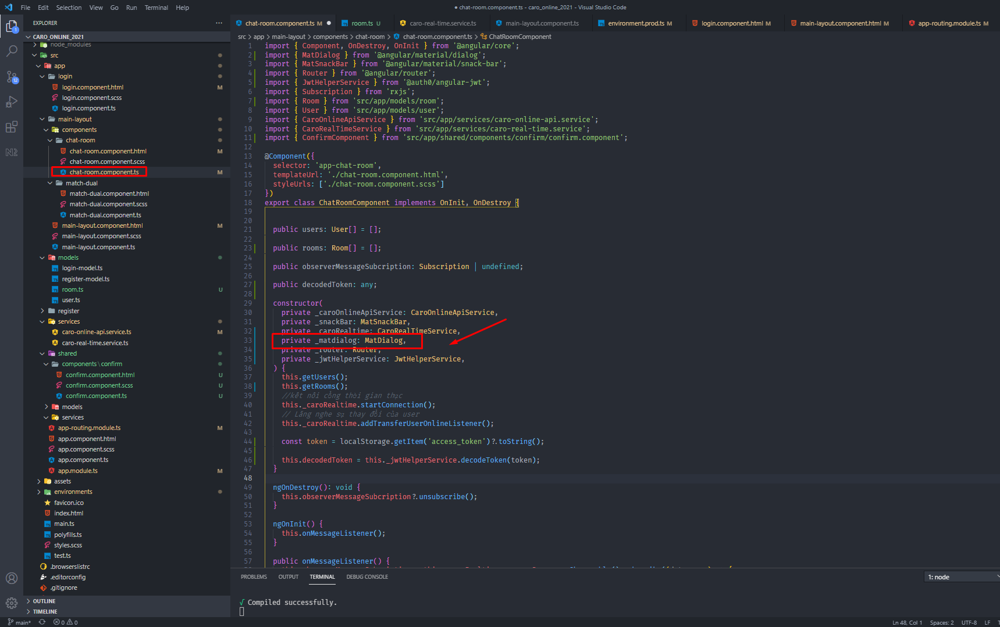 File Edit Selection View Go Run Terminal Help
● chat-room.component.ts - caro_online_2021 - Visual Studio Code
EXPLORER ···
CARO_ONLINE_2021
node_modules
src
app
login
login.component.html M
login.component.scss
login.component.ts
main-layout
components
chat-room
chat-room.component.html M
chat-room.component.scss
chat-room.component.ts M
match-dual
match-dual.component.html
match-dual.component.scss
match-dual.component.ts
main-layout.component.html M
main-layout.component.scss
main-layout.component.ts
models
login-model.ts
register-model.ts
room.ts U
user.ts
register
services
caro-online-api.service.ts M
caro-real-time.service.ts
shared
components \ confirm
confirm.component.html U
confirm.component.scss U
confirm.component.ts U
models
services
app-routing.module.ts M
app.component.html
app.component.scss
app.component.ts
app.module.ts M
assets
environments
favicon.ico
index.html
main.ts
polyfills.ts
styles.scss
test.ts
.browserslistrc
.editorconfig
.gitignore
OUTLINE
TIMELINE
chat-room.component.ts M ● room.ts U caro-real-time.service.ts main-layout.component.ts environment.prod.ts M login.component.html M main-layout.component.html M app-routing.module.ts M
src > app > main-layout > components > chat-room > chat-room.component.ts > ChatRoomComponent
1 import { Component, OnDestroy, OnInit } from '@angular/core';
2 import { MatDialog } from '@angular/material/dialog';
3 import { MatSnackBar } from '@angular/material/snack-bar';
4 import { Router } from '@angular/router';
5 import { JwtHelperService } from '@auth0/angular-jwt';
6 import { Subscription } from 'rxjs';
7 import { Room } from 'src/app/models/room';
8 import { User } from 'src/app/models/user';
9 import { CaroOnlineApiService } from 'src/app/services/caro-online-api.service';
10 import { CaroRealTimeService } from 'src/app/services/caro-real-time.service';
11 import { ConfirmComponent } from 'src/app/shared/components/confirm/confirm.component';
12
13 @Component({
14 selector: 'app-chat-room',
15 templateUrl: './chat-room.component.html',
16 styleUrls: ['./chat-room.component.scss']
17 })
18 export class ChatRoomComponent implements OnInit, OnDestroy {
19
20
21 public users: User[] = [];
22
23 public rooms: Room[] = [];
24
25 public observerMessageSubcription: Subscription | undefined;
26
27 public decodedToken: any;
28
29 constructor(
30 private _caroOnlineApiService: CaroOnlineApiService,
31 private _snackBar: MatSnackBar,
32 private _caroRealtime: CaroRealTimeService,
33 private _matdialog: MatDialog,
34 private _router: Router,
35 private _jwtHelperService: JwtHelperService,
36 ) {
37 this.getUsers();
38 this.getRooms();
39 //kết nối cổng thời gian thực
40 this._caroRealtime.startConnection();
41 // Lắng nghe sự thay đổi của user
42 this._caroRealtime.addTransferUserOnlineListener();
43
44 const token = localStorage.getItem('access_token')?.toString();
45
46 this.decodedToken = this._jwtHelperService.decodeToken(token);
47 }
48
49 ngOnDestroy(): void {
50 this.observerMessageSubcription?.unsubscribe();
51 }
52
53 ngOnInit() {
54 this.onMessageListener();
55 }
56
57 public onMessageListener() {
PROBLEMS OUTPUT TERMINAL DEBUG CONSOLE 1: node
√ Compiled successfully.
main* 0 0 Ln 48, Col 1 Spaces: 2 UTF-8 LF